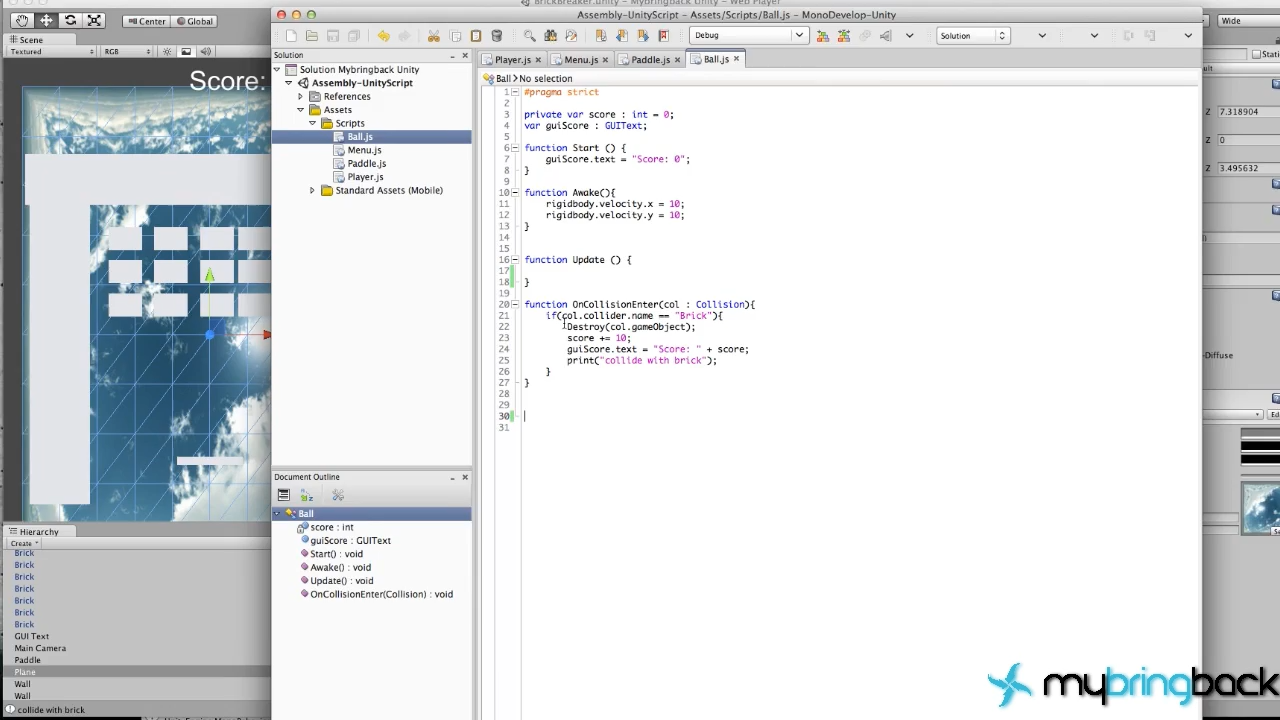 BrickBreaker.unity - Mybringback Unity - Web Player
Assembly-UnityScript - Assets/Scripts/Ball.js - MonoDevelop-Unity
Center
Global
Debug
Solution
Wide
Scene
Textured
RGB
Score:
Solution
Solution Mybringback Unity
Assembly-UnityScript
References
Assets
Scripts
Ball.js
Menu.js
Paddle.js
Player.js
Standard Assets (Mobile)
Player.js
Menu.js
Paddle.js
Ball.js
Ball
No selection
1 #pragma strict
2
3 private var score : int = 0;
4 var guiScore : GUIText;
5
6 function Start () {
7 guiScore.text = "Score: 0";
8 }
9
10 function Awake(){
11 rigidbody.velocity.x = 10;
12 rigidbody.velocity.y = 10;
13 }
14
15
16 function Update () {
17
18 }
19
20 function OnCollisionEnter(col : Collision){
21 if(col.collider.name == "Brick"){
22 Destroy(col.gameObject);
23 score += 10;
24 guiScore.text = "Score: " + score;
25 print("collide with brick");
26 }
27 }
28
29
30
31
Document Outline
Ball
score : int
guiScore : GUIText
Start() : void
Awake() : void
Update() : void
OnCollisionEnter(Collision) : void
Hierarchy
Create
Brick
Brick
Brick
Brick
Brick
Brick
Brick
GUI Text
Main Camera
Paddle
Plane
Wall
Wall
collide with brick
Stati
Z 7.318904
Z 0
Z 3.495632
-Diffuse
Edi
mybringback